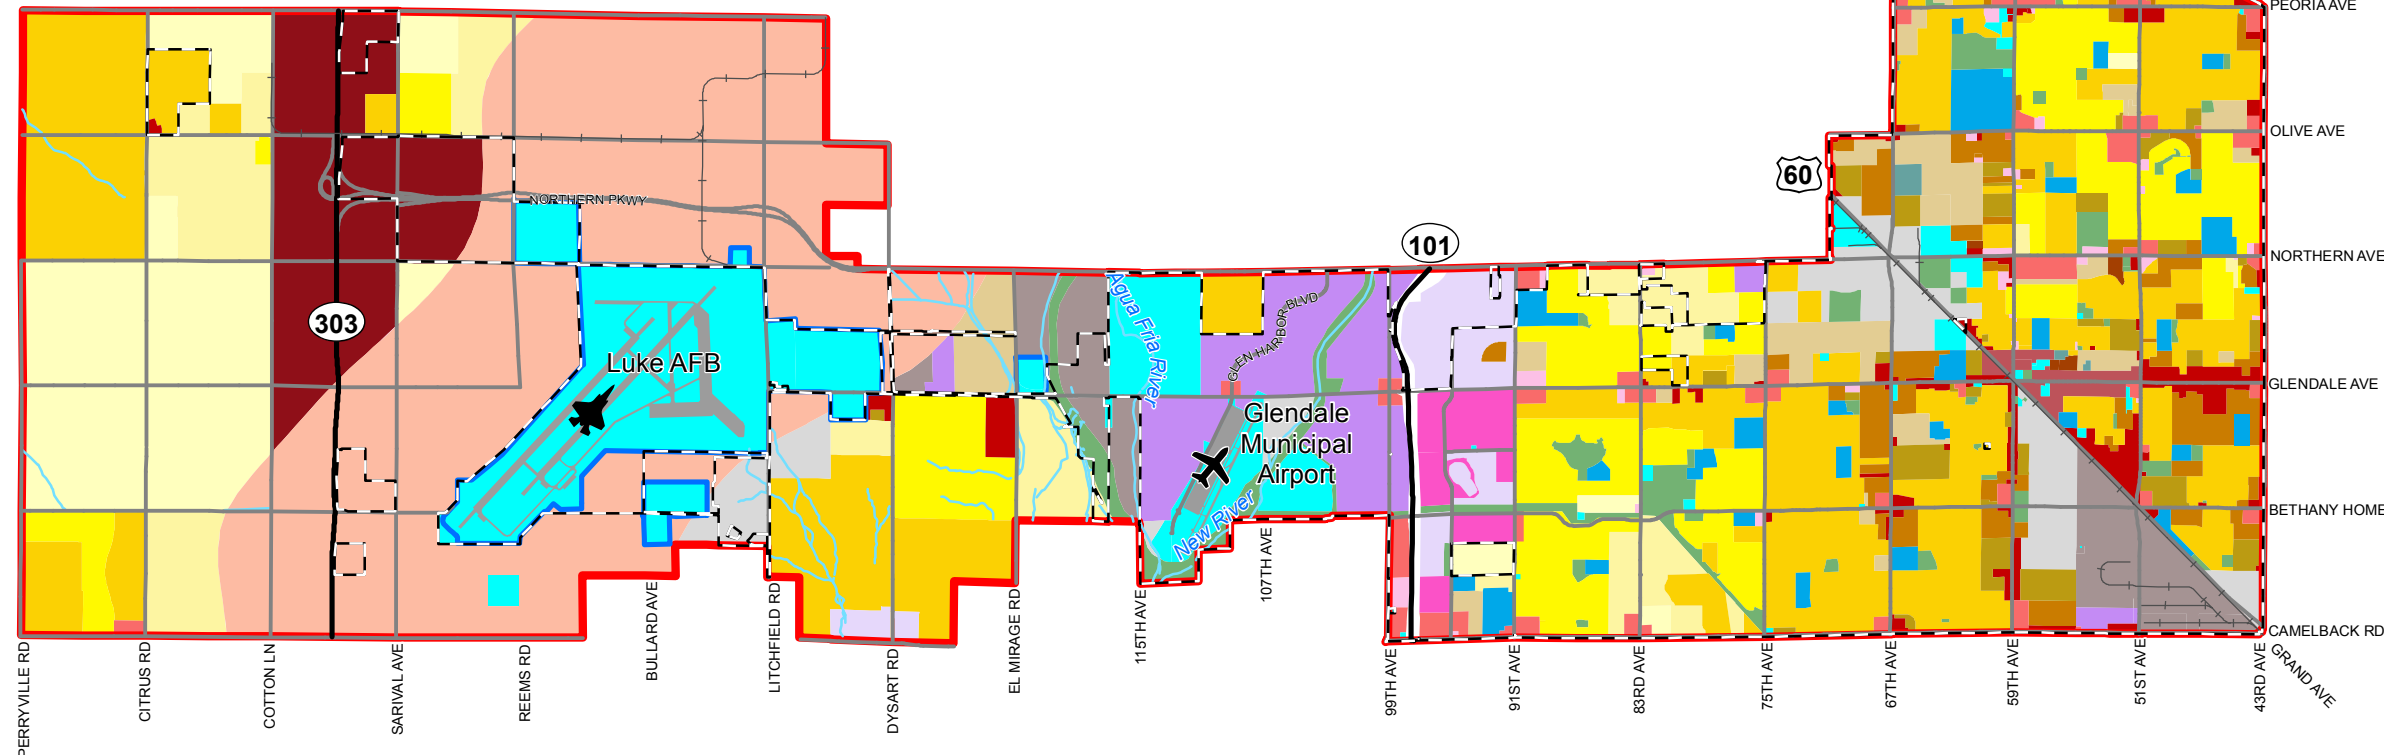 PEORIA AVE
OLIVE AVE
60
NORTHERN PKWY
101
NORTHERN AVE
303
Luke AFB
Agua Fria River
GLEN HARBOR BLVD
GLENDALE AVE
Glendale
Municipal
Airport
New River
BETHANY HOME
CAMELBACK RD
GRAND AVE
PERRYVILLE RD
CITRUS RD
COTTON LN
SARIVAL AVE
REEMS RD
BULLARD AVE
LITCHFIELD RD
DYSART RD
EL MIRAGE RD
115TH AVE
107TH AVE
99TH AVE
91ST AVE
83RD AVE
75TH AVE
67TH AVE
59TH AVE
51ST AVE
43RD AVE